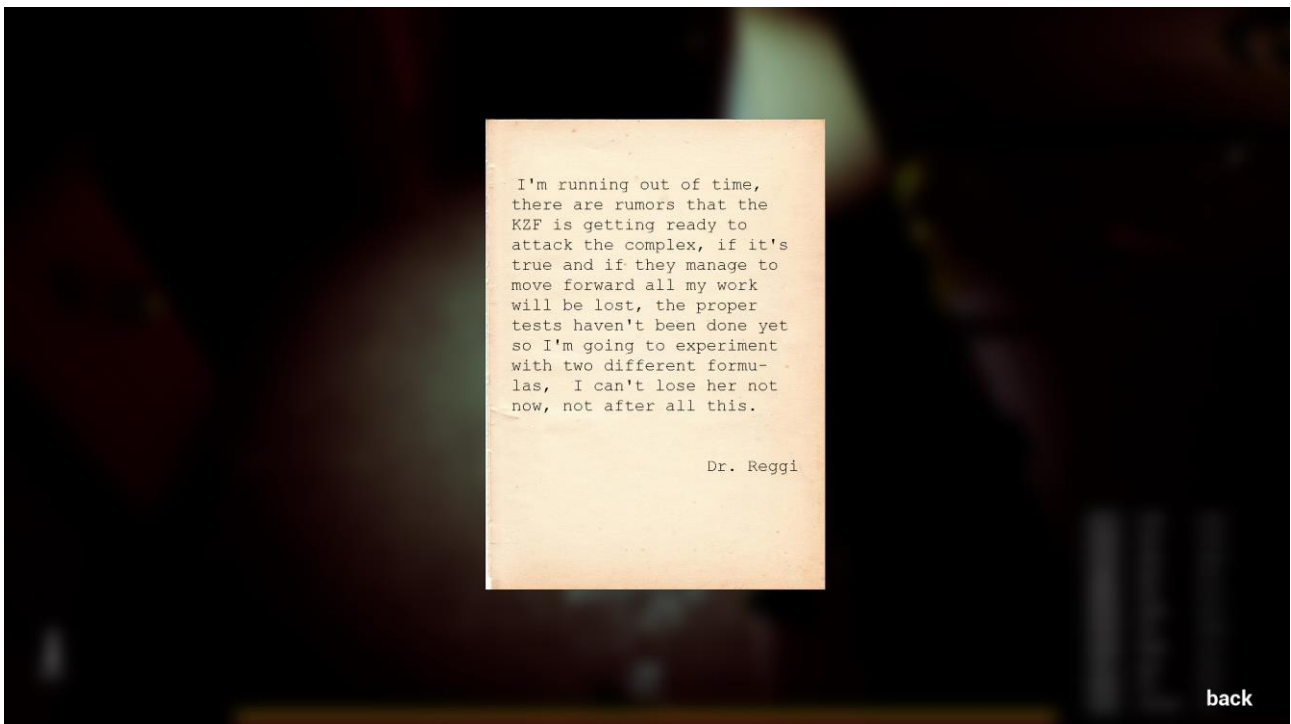 I'm running out of time,
there are rumors that the
KZF is getting ready to
attack the complex, if it's
true and if they manage to
move forward all my work
will be lost, the proper
tests haven't been done yet
so I'm going to experiment
with two different formu-
las,  I can't lose her not
now, not after all this.
Dr. Reggi
back